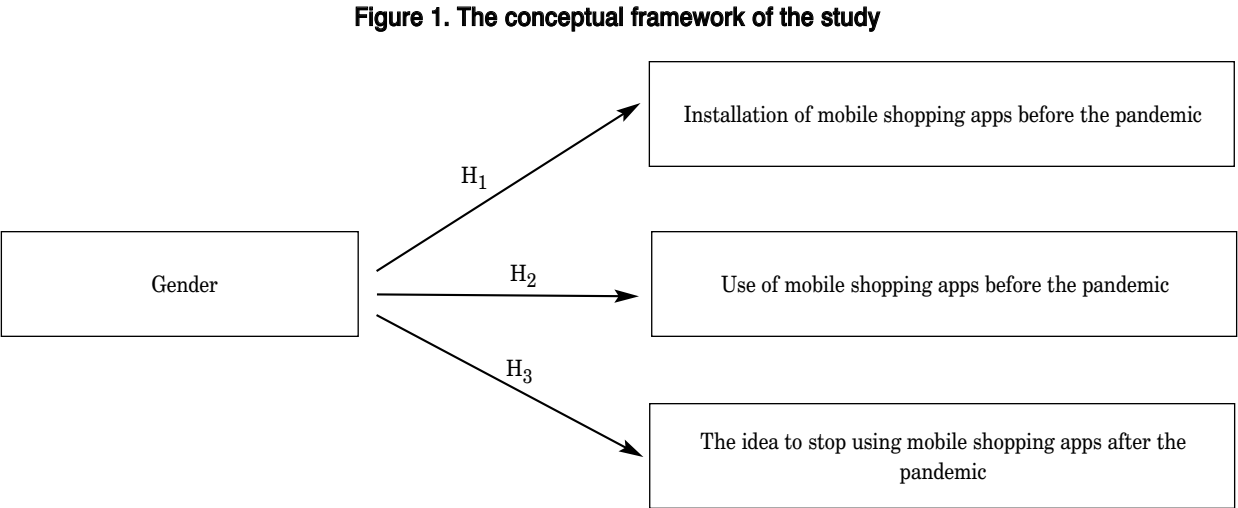 Figure 1. The conceptual framework of the study
Installation of mobile shopping apps before the pandemic
H1
Gender
H2
Use of mobile shopping apps before the pandemic
H3
The idea to stop using mobile shopping apps after the
pandemic